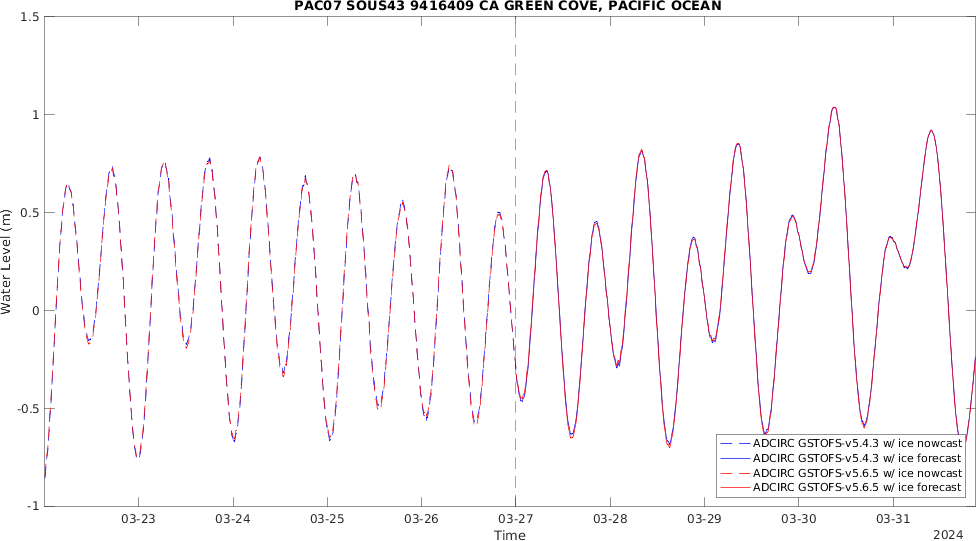 PAC07 SOUS43 9416409 CA GREEN COVE, PACIFIC OCEAN
1.5
1
0.5
0
-0.5
-1
Water Level (m)
03-23 03-24 03-25 03-26 03-27 03-28 03-29 03-30 03-31
Time
2024
ADCIRC GSTOFS-v5.4.3 w/ ice nowcast
ADCIRC GSTOFS-v5.4.3 w/ ice forecast
ADCIRC GSTOFS-v5.6.5 w/ ice nowcast
ADCIRC GSTOFS-v5.6.5 w/ ice forecast